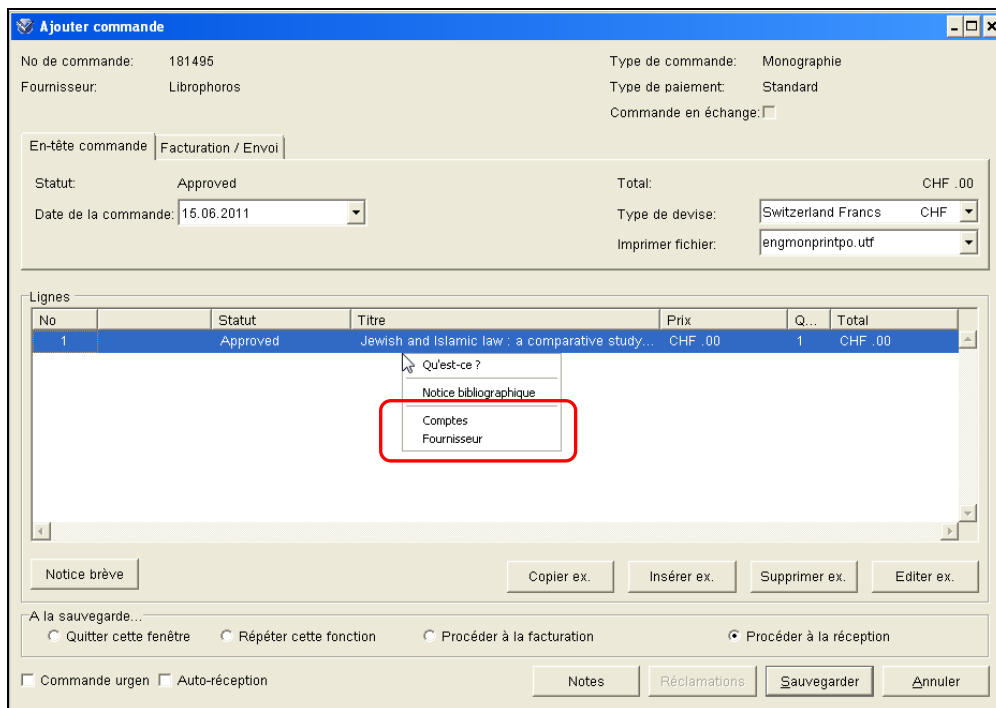 Ajouter commande
No de commande: 181495 Type de commande: Monographie
Fournisseur: Librophoros Type de paiement: Standard
Commande en échange:
En-tête commande Facturation / Envoi
Statut: Approved Total: CHF .00
Date de la commande: 15.06.2011 Type de devise: Switzerland Francs CHF
Imprimer fichier: engmonprintpo.utf
Lignes
No Statut Titre Prix Q... Total
1 Approved Jewish and Islamic law : a comparative study... CHF .00 1 CHF .00
Qu'est-ce ?
Notice bibliographique
Comptes
Fournisseur
Notice brève Copier ex. Insérer ex. Supprimer ex. Editer ex.
A la sauvegarde...
Quitter cette fenêtre Répéter cette fonction Procéder à la facturation Procéder à la réception
Commande urgen Auto-réception Notes Réclamations Sauvegarder Annuler